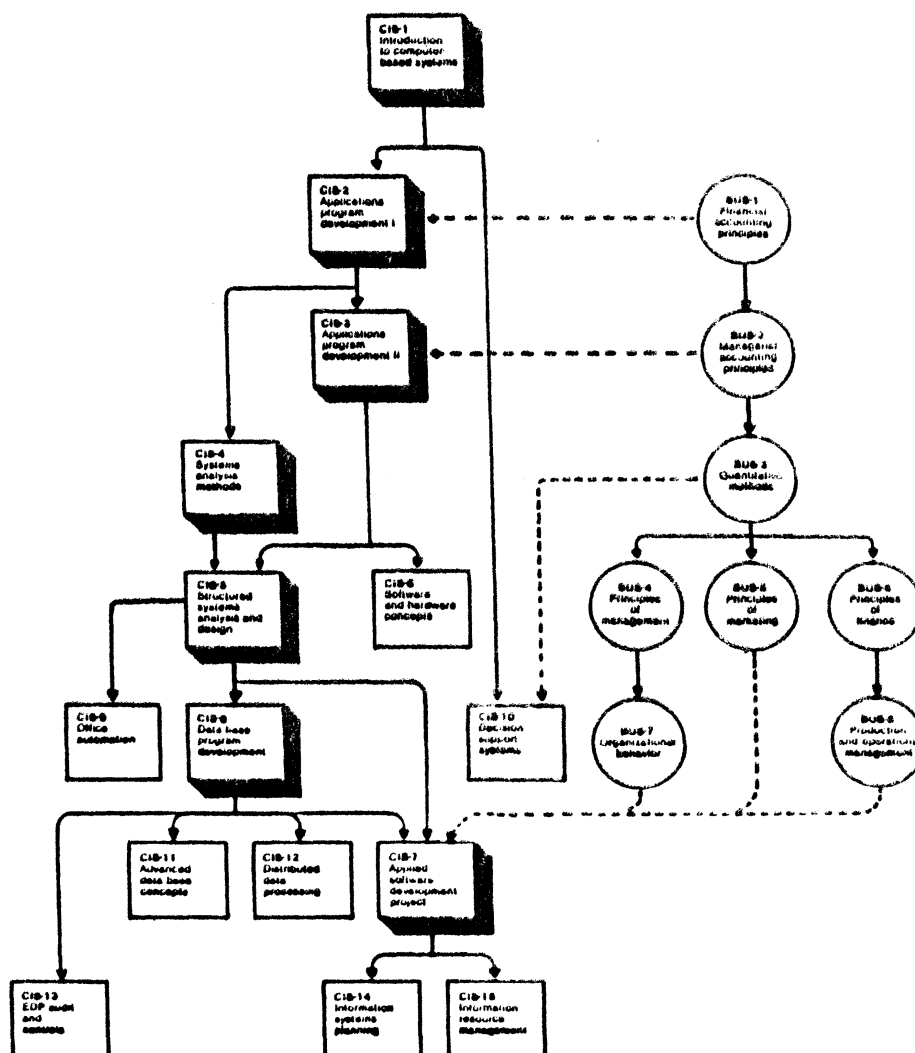 CIS-1
Introduction
to computer
based systems
CIS-2
Applications
program
development I
BUS-1
Financial
accounting
principles
CIS-3
Applications
program
development II
BUS-2
Managerial
accounting
principles
CIS-4
Systems
analysis
methods
BUS-3
Quantitative
methods
CIS-5
Structured
systems
analysis and
design
CIS-8
Software
and hardware
concepts
BUS-4
Principles
of
management
BUS-5
Principles
of
marketing
BUS-6
Principles
of
finance
CIS-9
Office
automation
CIS-6
Data base
program
development
CIS-10
Decision
support
systems
BUS-7
Organizational
behavior
BUS-8
Production
and operations
management
CIS-11
Advanced
data base
concepts
CIS-12
Distributed
data
processing
CIS-7
Applied
software
development
project
CIS-13
EDP audit
and
controls
CIS-14
Information
systems
planning
CIS-15
Information
resource
management